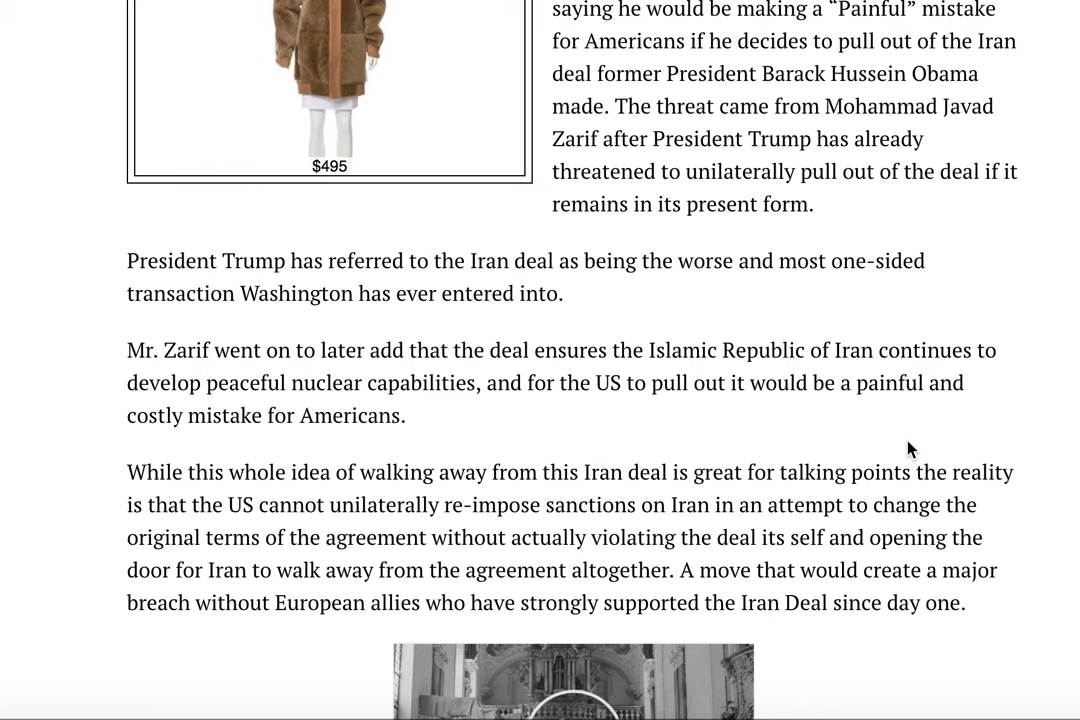 saying he would be making a “Painful” mistake
for Americans if he decides to pull out of the Iran
deal former President Barack Hussein Obama
made. The threat came from Mohammad Javad
Zarif after President Trump has already
threatened to unilaterally pull out of the deal if it
remains in its present form.
$495
President Trump has referred to the Iran deal as being the worse and most one-sided
transaction Washington has ever entered into.
Mr. Zarif went on to later add that the deal ensures the Islamic Republic of Iran continues to
develop peaceful nuclear capabilities, and for the US to pull out it would be a painful and
costly mistake for Americans.
While this whole idea of walking away from this Iran deal is great for talking points the reality
is that the US cannot unilaterally re-impose sanctions on Iran in an attempt to change the
original terms of the agreement without actually violating the deal its self and opening the
door for Iran to walk away from the agreement altogether. A move that would create a major
breach without European allies who have strongly supported the Iran Deal since day one.